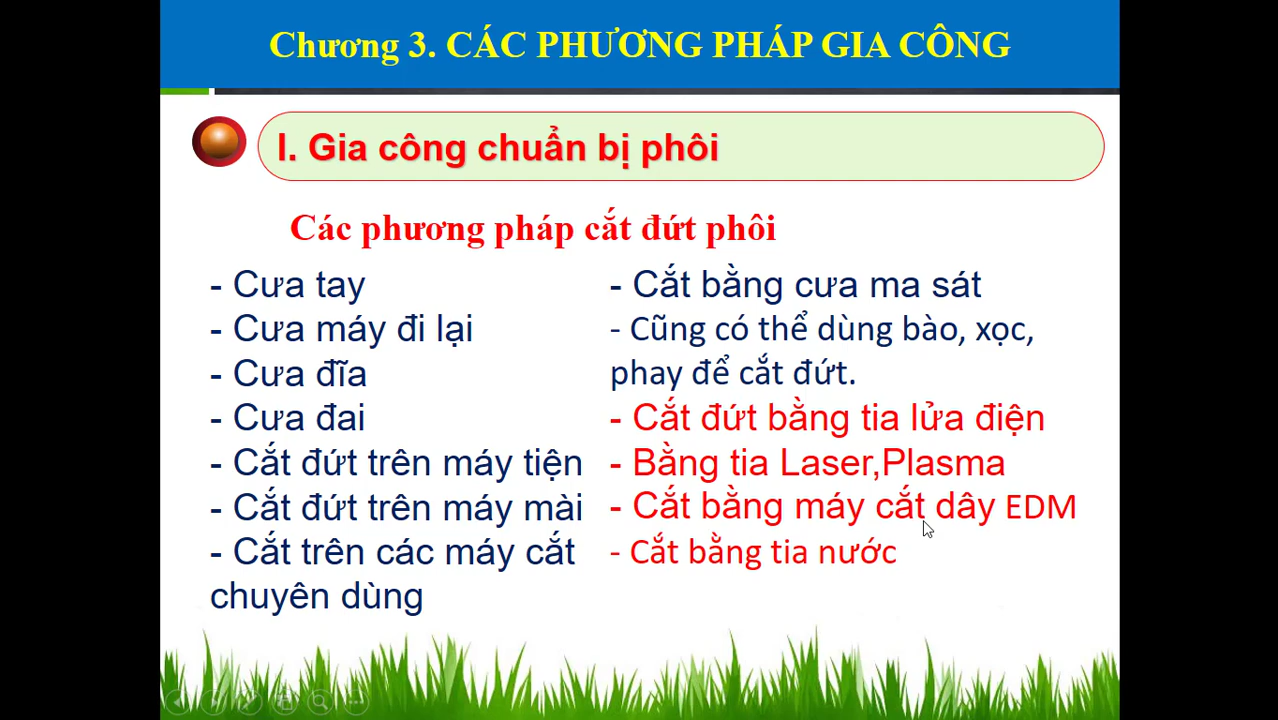 Chương 3. CÁC PHƯƠNG PHÁP GIA CÔNG
I. Gia công chuẩn bị phôi
Các phương pháp cắt đứt phôi
- Cưa tay
- Cưa máy đi lại
- Cưa đĩa
- Cưa đai
- Cắt đứt trên máy tiện
- Cắt đứt trên máy mài
- Cắt trên các máy cắt
chuyên dùng
- Cắt bằng cưa ma sát
- Cũng có thể dùng bào, xọc,
phay để cắt đứt.
- Cắt đứt bằng tia lửa điện
- Bằng tia Laser,Plasma
- Cắt bằng máy cắt dây EDM
- Cắt bằng tia nước